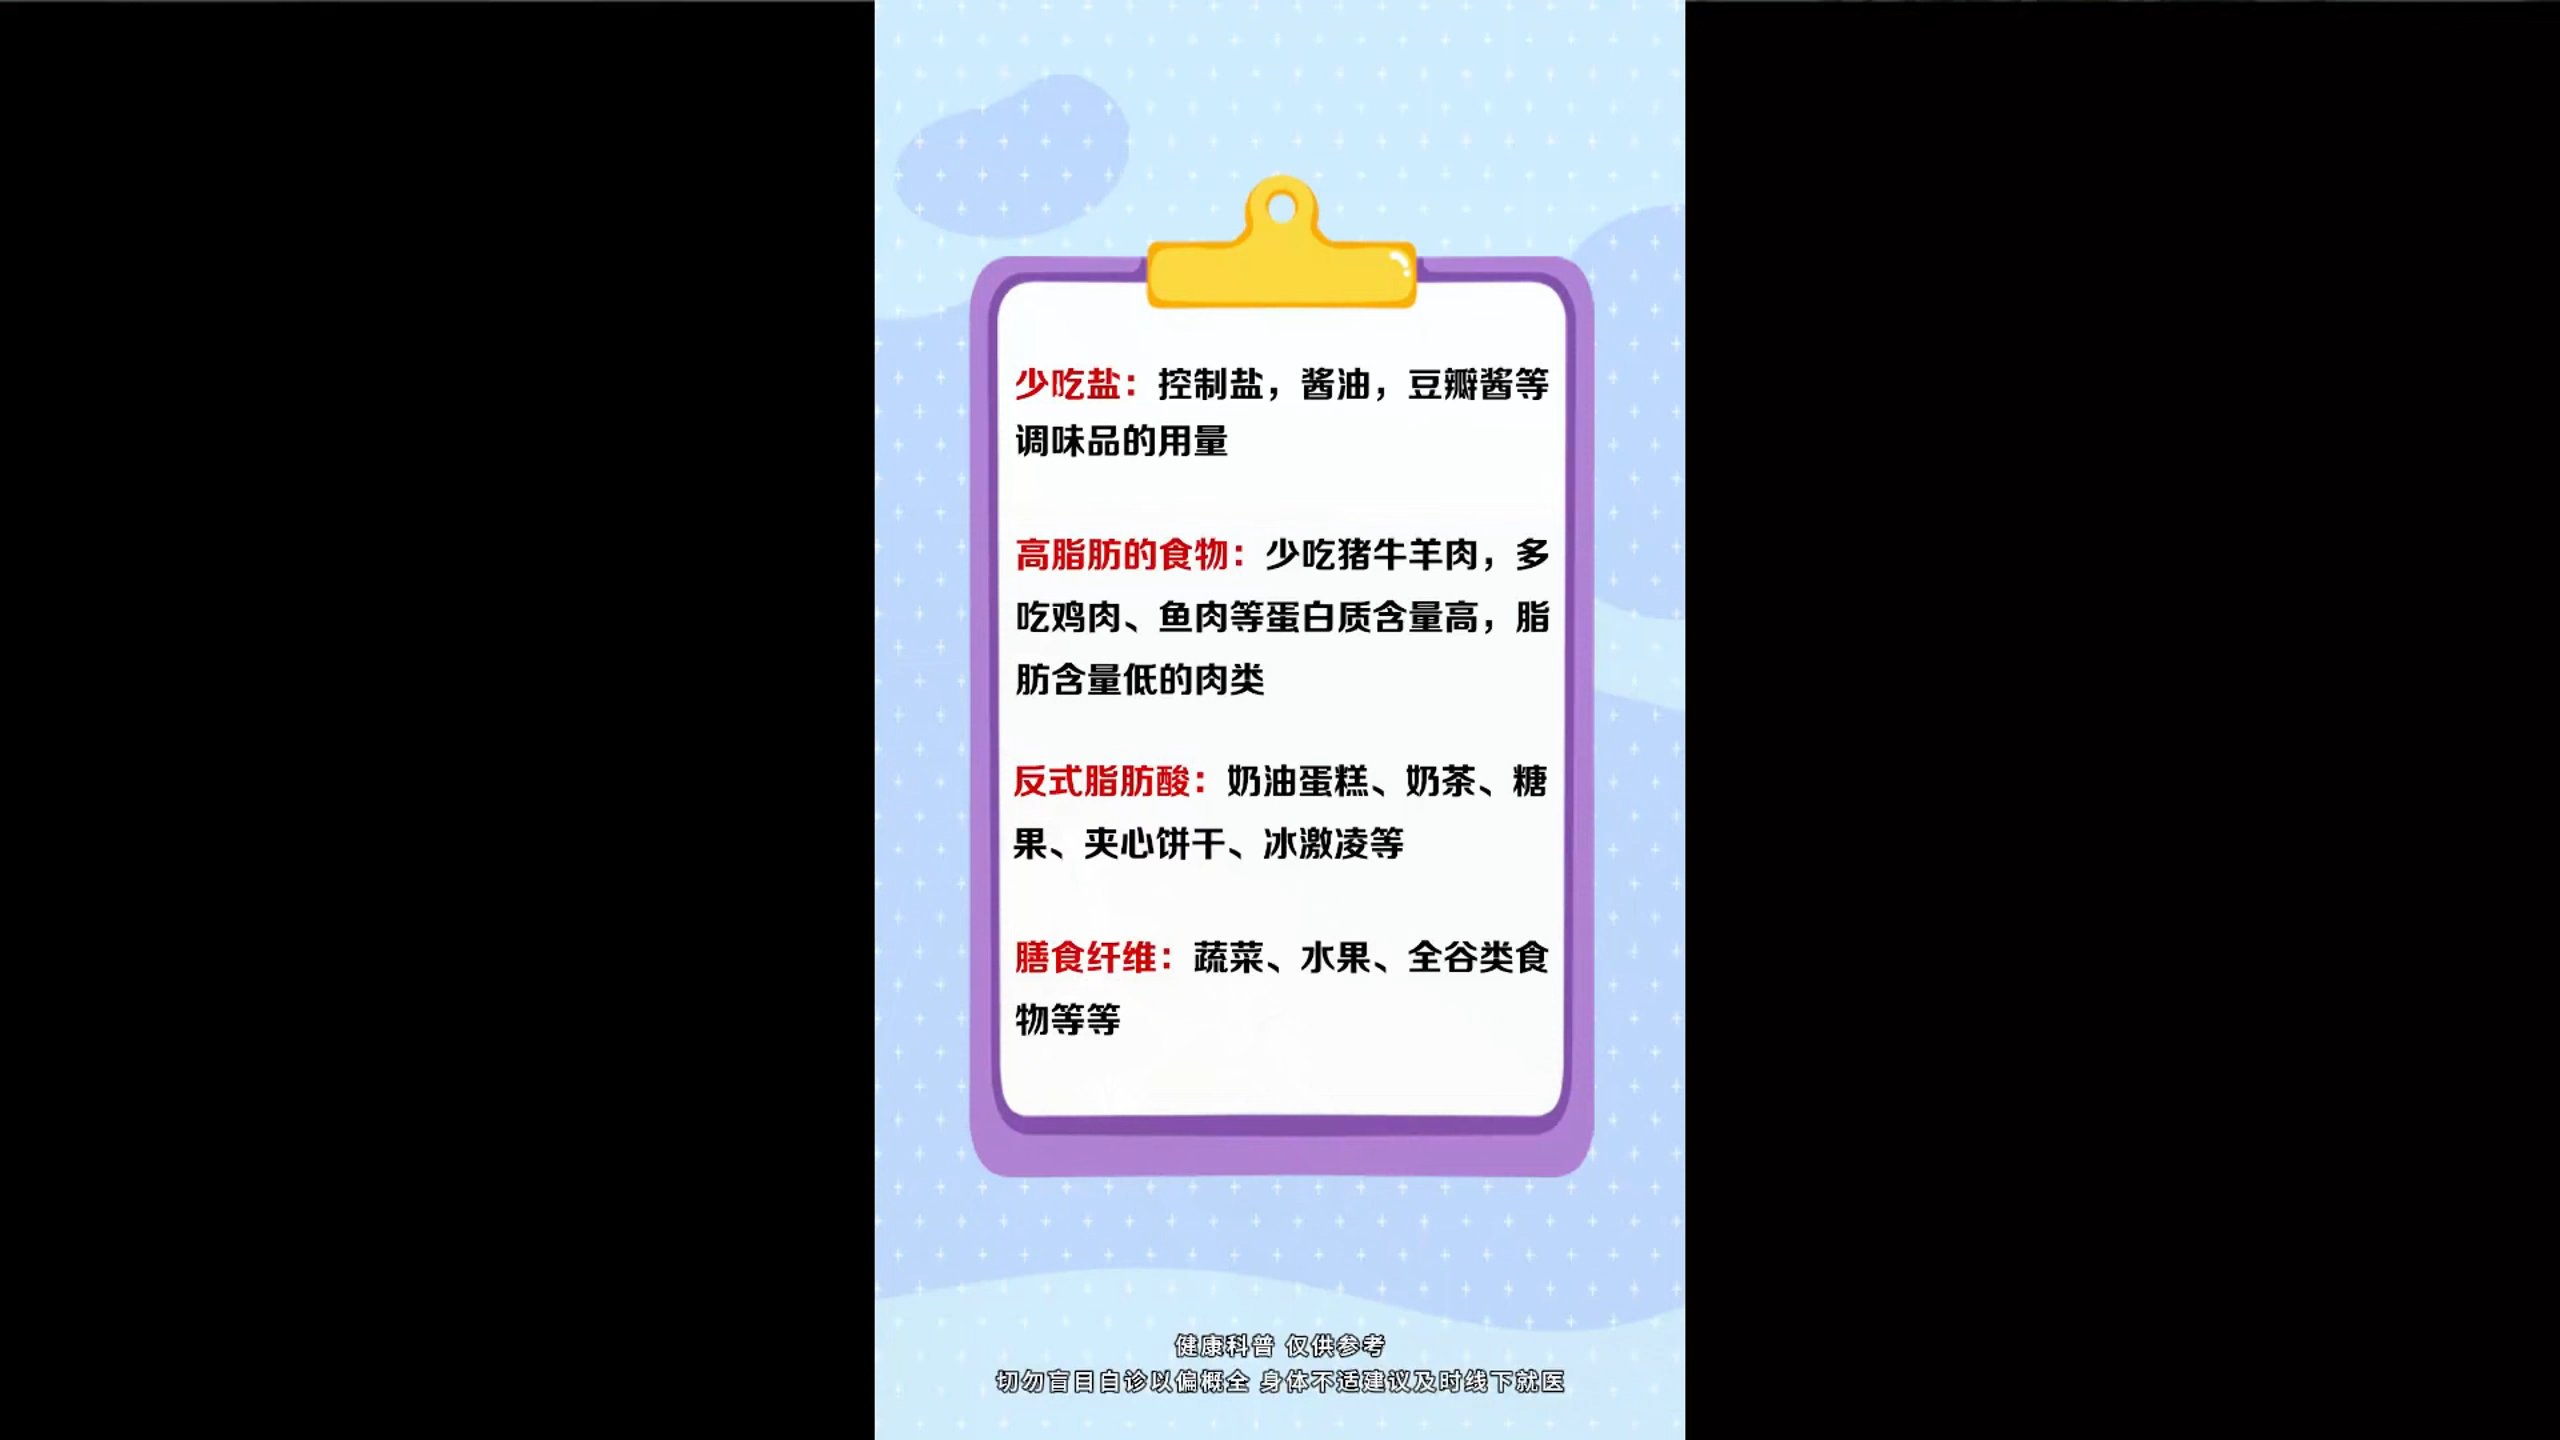 少吃盐：控制盐，酱油，豆瓣酱等
调味品的用量
高脂肪的食物：少吃猪牛羊肉，多
吃鸡肉、鱼肉等蛋白质含量高，脂
肪含量低的肉类
反式脂肪酸：奶油蛋糕、奶茶、糖
果、夹心饼干、冰激凌等
膳食纤维：蔬菜、水果、全谷类食
物等等
健康科普 仅供参考
切勿盲目自诊以偏概全 身体不适建议及时线下就医